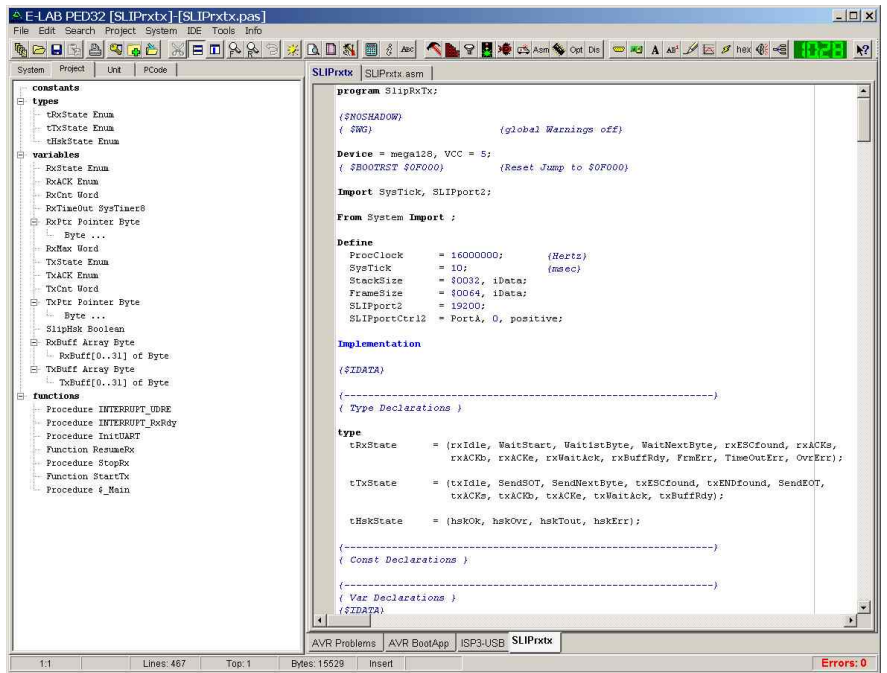 E-LAB PED32 [SLIPrxtx]-[SLIPrxtx.pas]
File Edit Search Project System IDE Tools Info
ABC Asm Opt Dis A AB² hex 10:28
System Project Unit PCode
constants
types
tRxState Enum
tTxState Enum
tHskState Enum
variables
RxState Enum
RxACK Enum
RxCnt Word
RxTimeOut SysTimer8
RxPtr Pointer Byte
Byte ...
RxMax Word
TxState Enum
TxACK Enum
TxCnt Word
TxPtr Pointer Byte
Byte ...
SlipHsk Boolean
RxBuff Array Byte
RxBuff[0..31] of Byte
TxBuff Array Byte
TxBuff[0..31] of Byte
functions
Procedure INTERRUPT_UDRE
Procedure INTERRUPT_RxRdy
Procedure InitUART
Function ResumeRx
Procedure StopRx
Function StartTx
Procedure $_Main
SLIPrxtx SLIPrxtx.asm
program SlipRxTx;
{$NOSHADOW}
{ $WG} {global Warnings off}
Device = mega128, VCC = 5;
{ $BOOTRST $0F000} {Reset Jump to $0F000}
Import SysTick, SLIPport2;
From System Import ;
Define
ProcClock = 16000000; {Hertz}
SysTick = 10; {msec}
StackSize = $0032, iData;
FrameSize = $0064, iData;
SLIPport2 = 19200;
SLIPportCtrl2 = PortA, 0, positive;
Implementation
{$IDATA}
{--------------------------------------------------------------}
{ Type Declarations }
type
tRxState = (rxIdle, WaitStart, Wait1stByte, WaitNextByte, rxESCfound, rxACKs,
rxACKb, rxACKe, rxWaitAck, rxBuffRdy, FrmErr, TimeOutErr, OvrErr);
tTxState = (txIdle, SendSOT, SendNextByte, txESCfound, txENDfound, SendEOT,
txACKs, txACKb, txACKe, txWaitAck, txBuffRdy);
tHskState = (hskOk, hskOvr, hskTout, hskErr);
{--------------------------------------------------------------}
{ Const Declarations }
{--------------------------------------------------------------}
{ Var Declarations }
{$IDATA}
AVR Problems AVR BootApp ISP3-USB SLIPrxtx
1:1 Lines: 467 Top: 1 Bytes: 15529 Insert Errors: 0